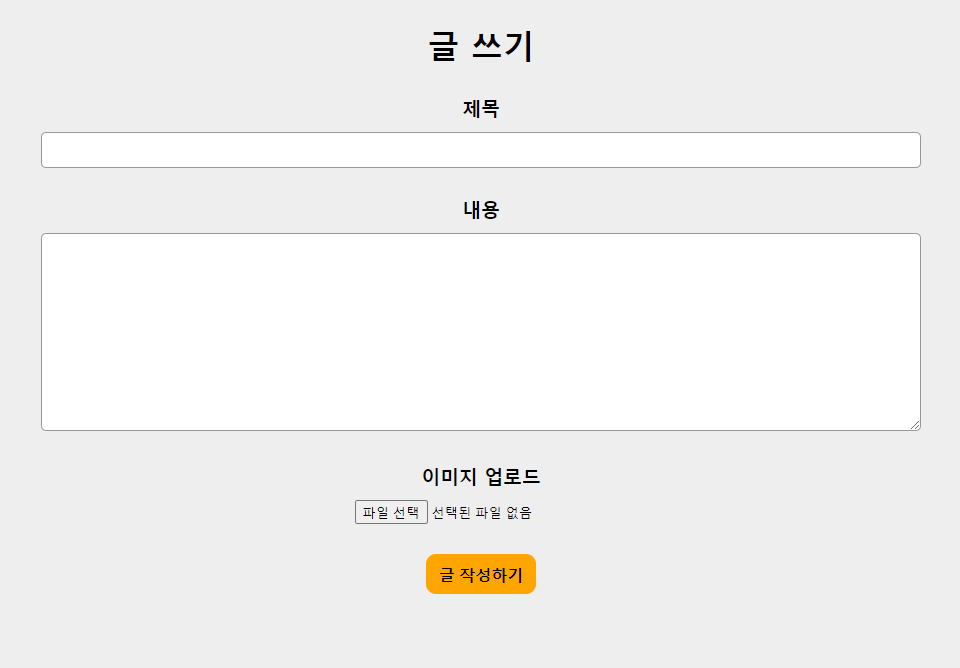 글 쓰기
제목
내용
이미지 업로드
파일 선택 선택된 파일 없음
글 작성하기